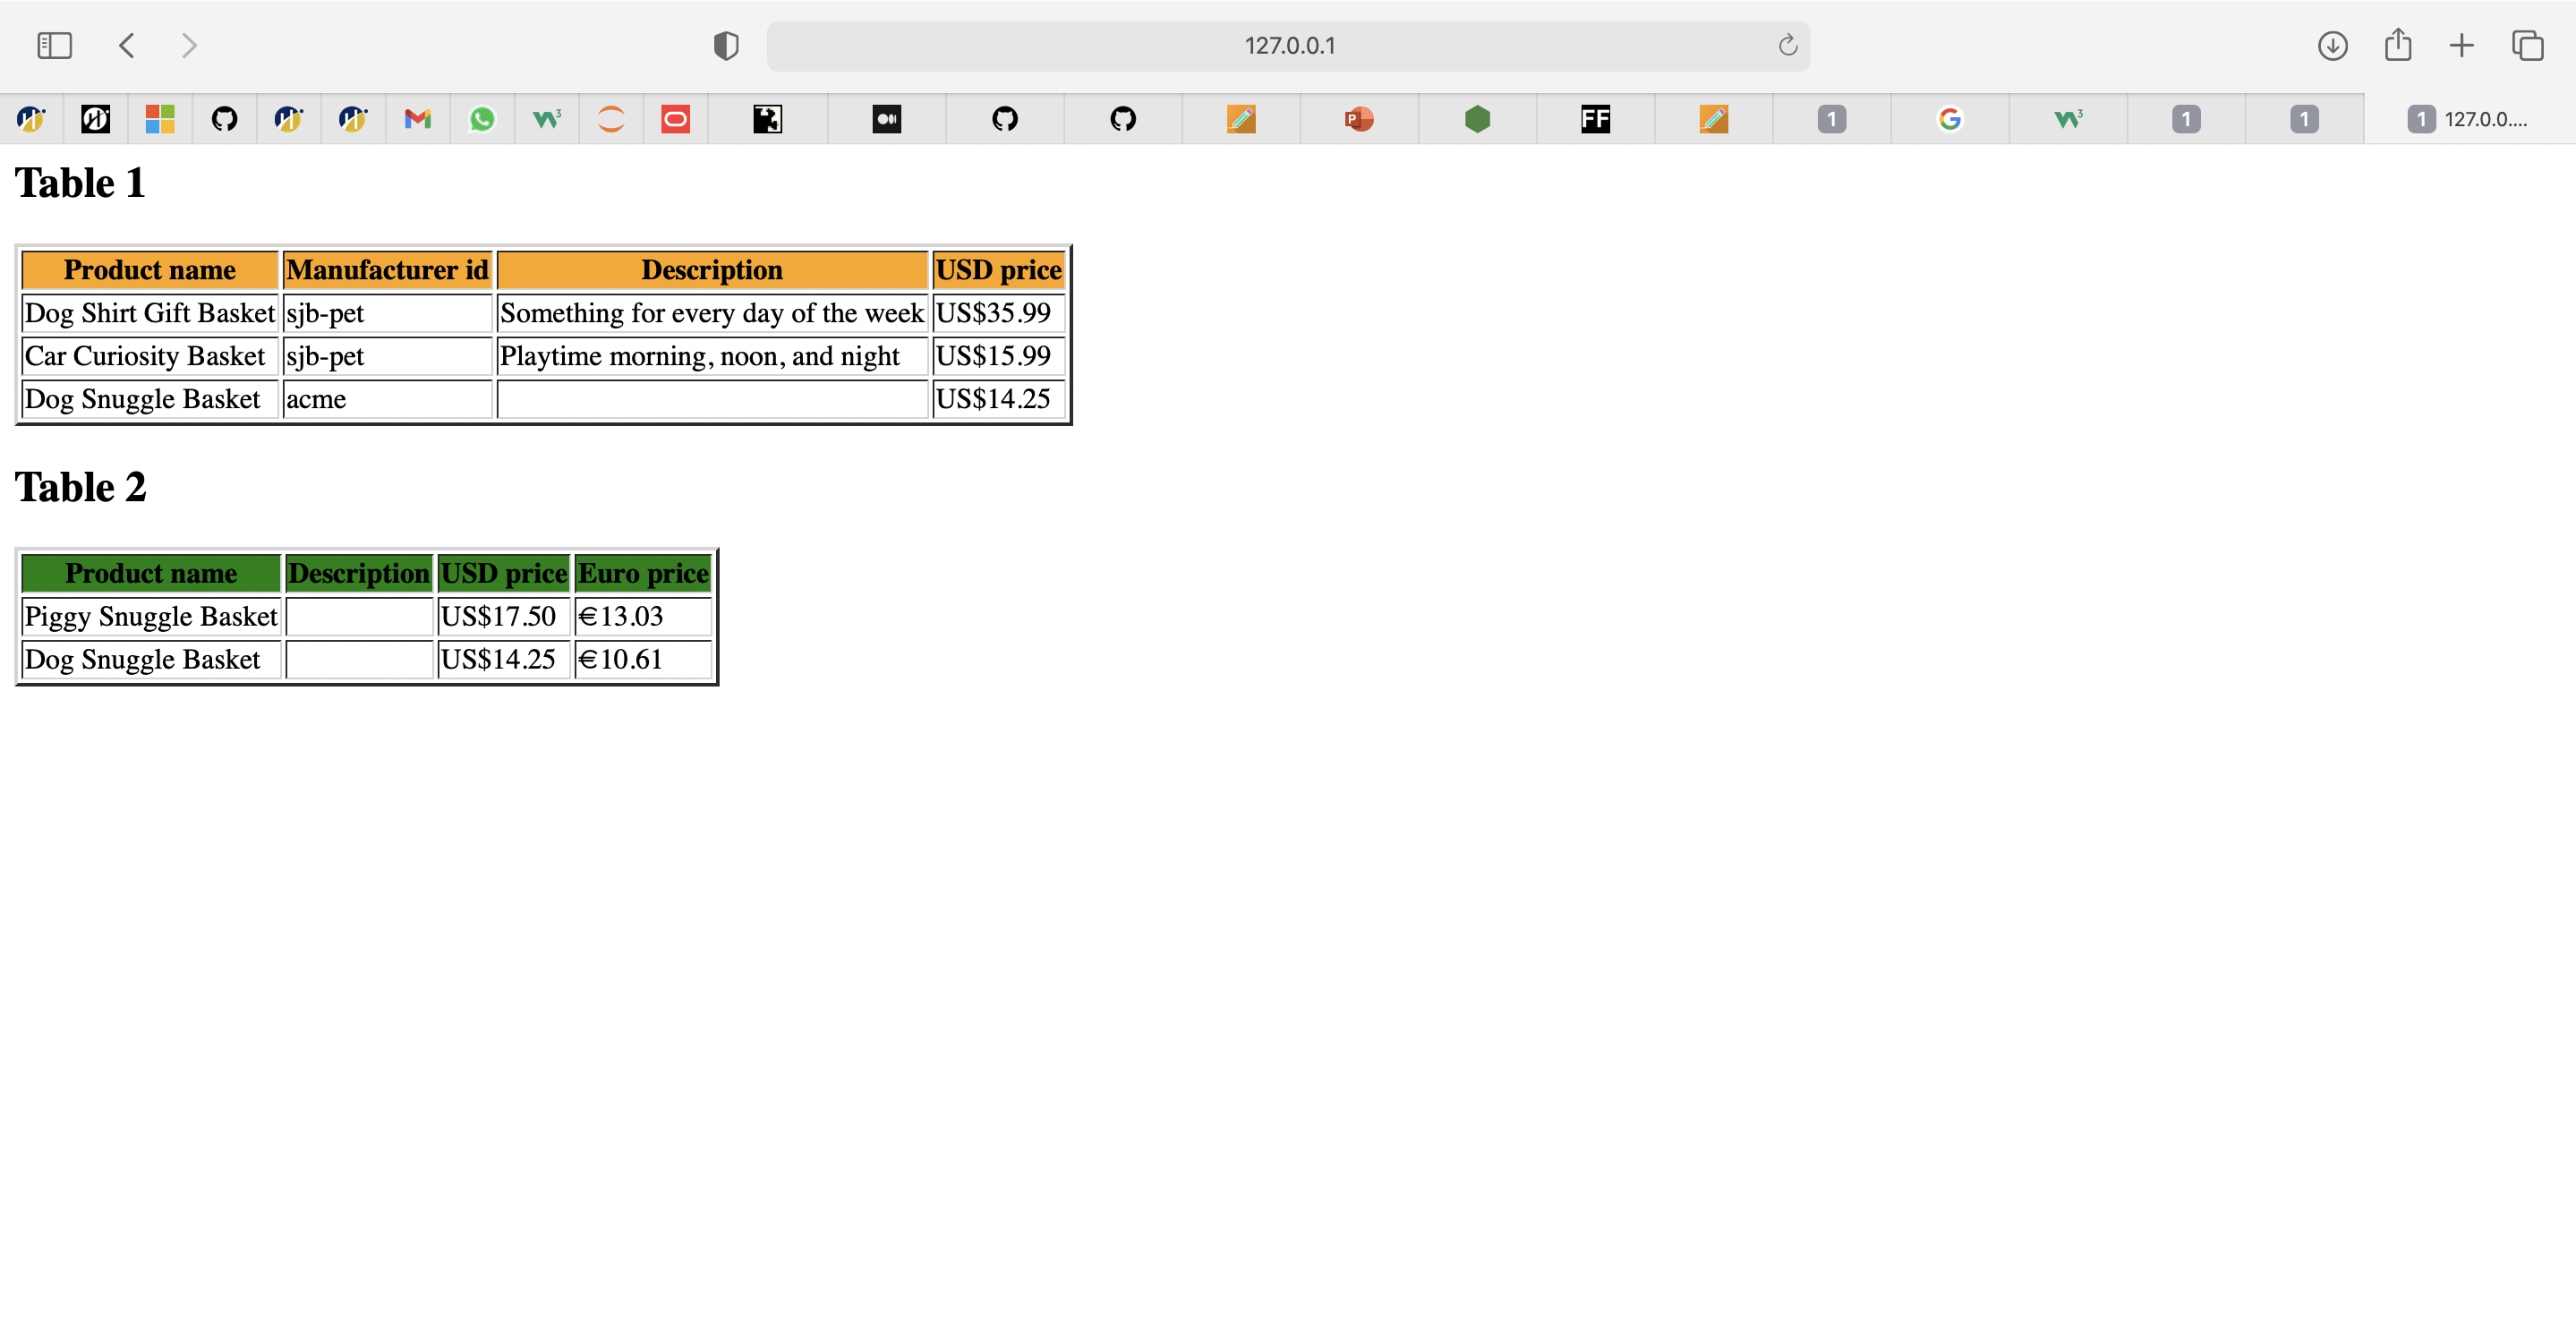 127.0.0.1
W3
P
FF
1
G
W3
1
1
1 127.0.0....
Table 1
Product name Manufacturer id Description USD price
Dog Shirt Gift Basket sjb-pet Something for every day of the week US$35.99
Car Curiosity Basket sjb-pet Playtime morning, noon, and night US$15.99
Dog Snuggle Basket acme US$14.25
Table 2
Product name Description USD price Euro price
Piggy Snuggle Basket US$17.50 €13.03
Dog Snuggle Basket US$14.25 €10.61